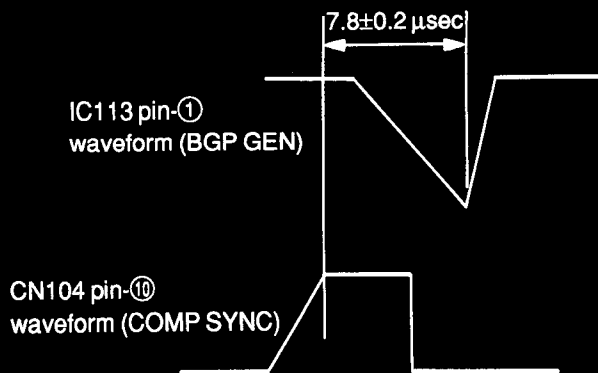 7.8±0.2 μsec
IC113 pin-①
waveform (BGP GEN)
CN104 pin-⑩
waveform (COMP SYNC)